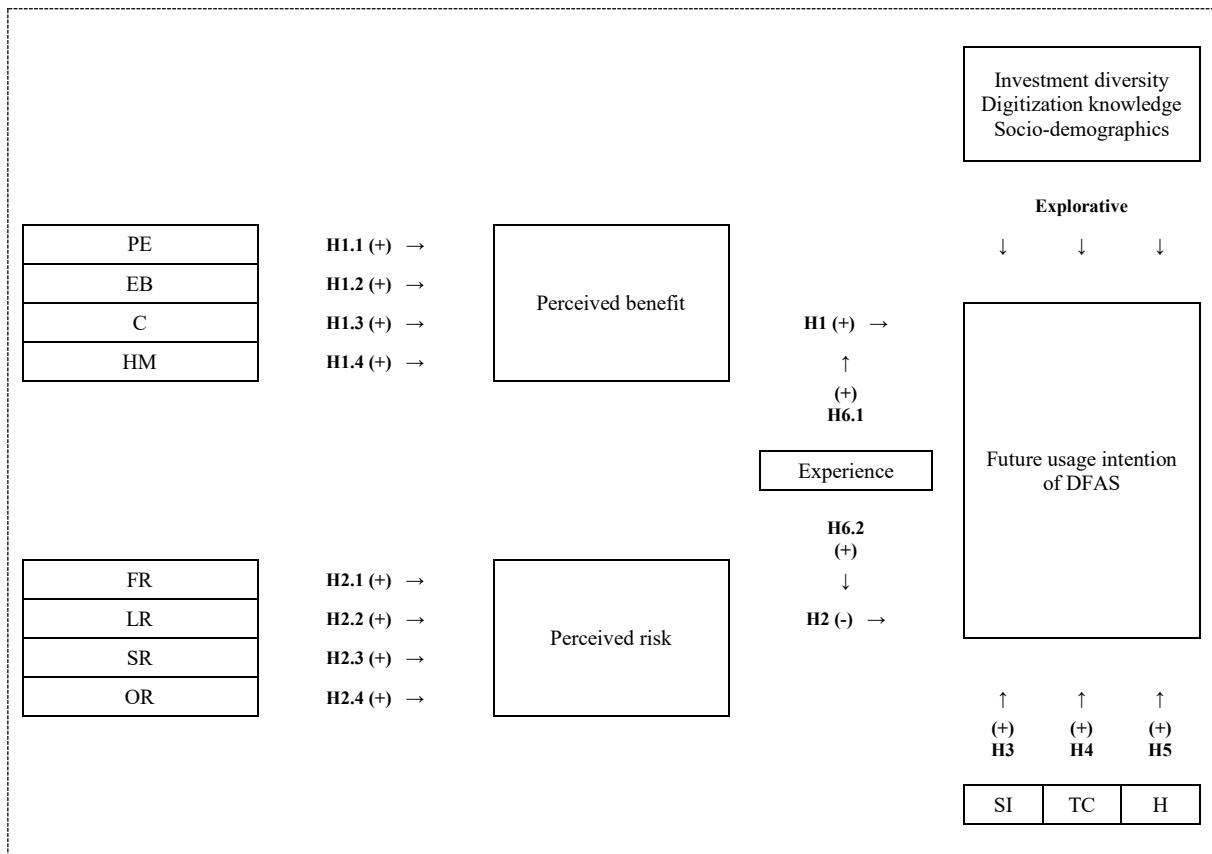 Investment diversity
Digitization knowledge
Socio-demographics
Explorative
↓ ↓ ↓
PE
EB
C
HM
H1.1 (+) →
H1.2 (+) →
H1.3 (+) →
H1.4 (+) →
Perceived benefit
H1 (+) →
↑
(+)
H6.1
Experience
H6.2
(+)
↓
H2 (-) →
Future usage intention
of DFAS
FR
LR
SR
OR
H2.1 (+) →
H2.2 (+) →
H2.3 (+) →
H2.4 (+) →
Perceived risk
↑ ↑ ↑
(+) (+) (+)
H3 H4 H5
SI TC H